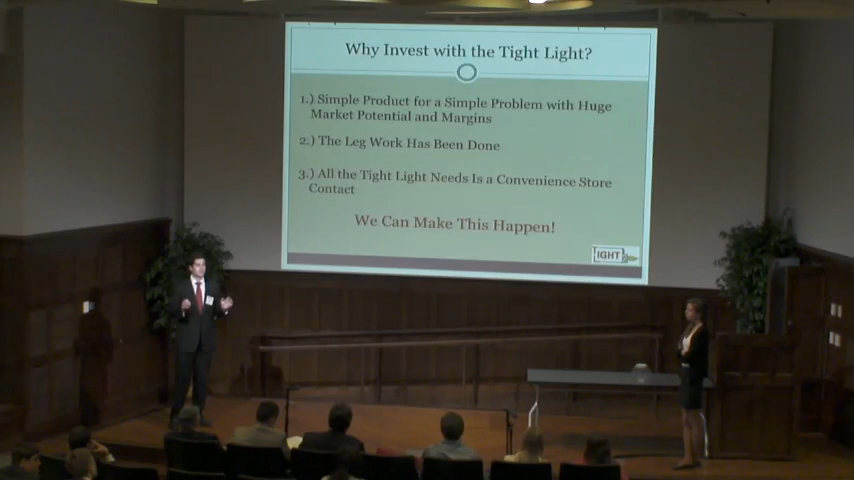 Why Invest with the Tight Light?
1.) Simple Product for a Simple Problem with Huge
Market Potential and Margins
2.) The Leg Work Has Been Done
3.) All the Tight Light Needs Is a Convenience Store
Contact
We Can Make This Happen!
IGHT